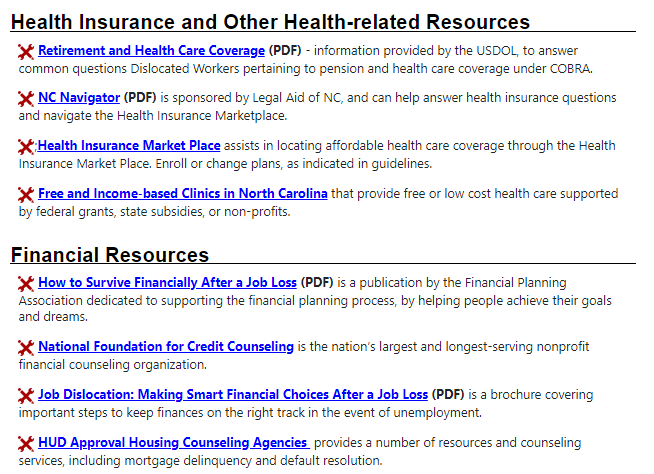 Health Insurance and Other Health-related Resources
Retirement and Health Care Coverage (PDF) - information provided by the USDOL, to answer
common questions Dislocated Workers pertaining to pension and health care coverage under COBRA.
NC Navigator (PDF) is sponsored by Legal Aid of NC, and can help answer health insurance questions
and navigate the Health Insurance Marketplace.
Health Insurance Market Place assists in locating affordable health care coverage through the Health
Insurance Market Place. Enroll or change plans, as indicated in guidelines.
Free and Income-based Clinics in North Carolina that provide free or low cost health care supported
by federal grants, state subsidies, or non-profits.
Financial Resources
How to Survive Financially After a Job Loss (PDF) is a publication by the Financial Planning
Association dedicated to supporting the financial planning process, by helping people achieve their goals
and dreams.
National Foundation for Credit Counseling is the nation's largest and longest-serving nonprofit
financial counseling organization.
Job Dislocation: Making Smart Financial Choices After a Job Loss (PDF) is a brochure covering
important steps to keep finances on the right track in the event of unemployment.
HUD Approval Housing Counseling Agencies provides a number of resources and counseling
services, including mortgage delinquency and default resolution.